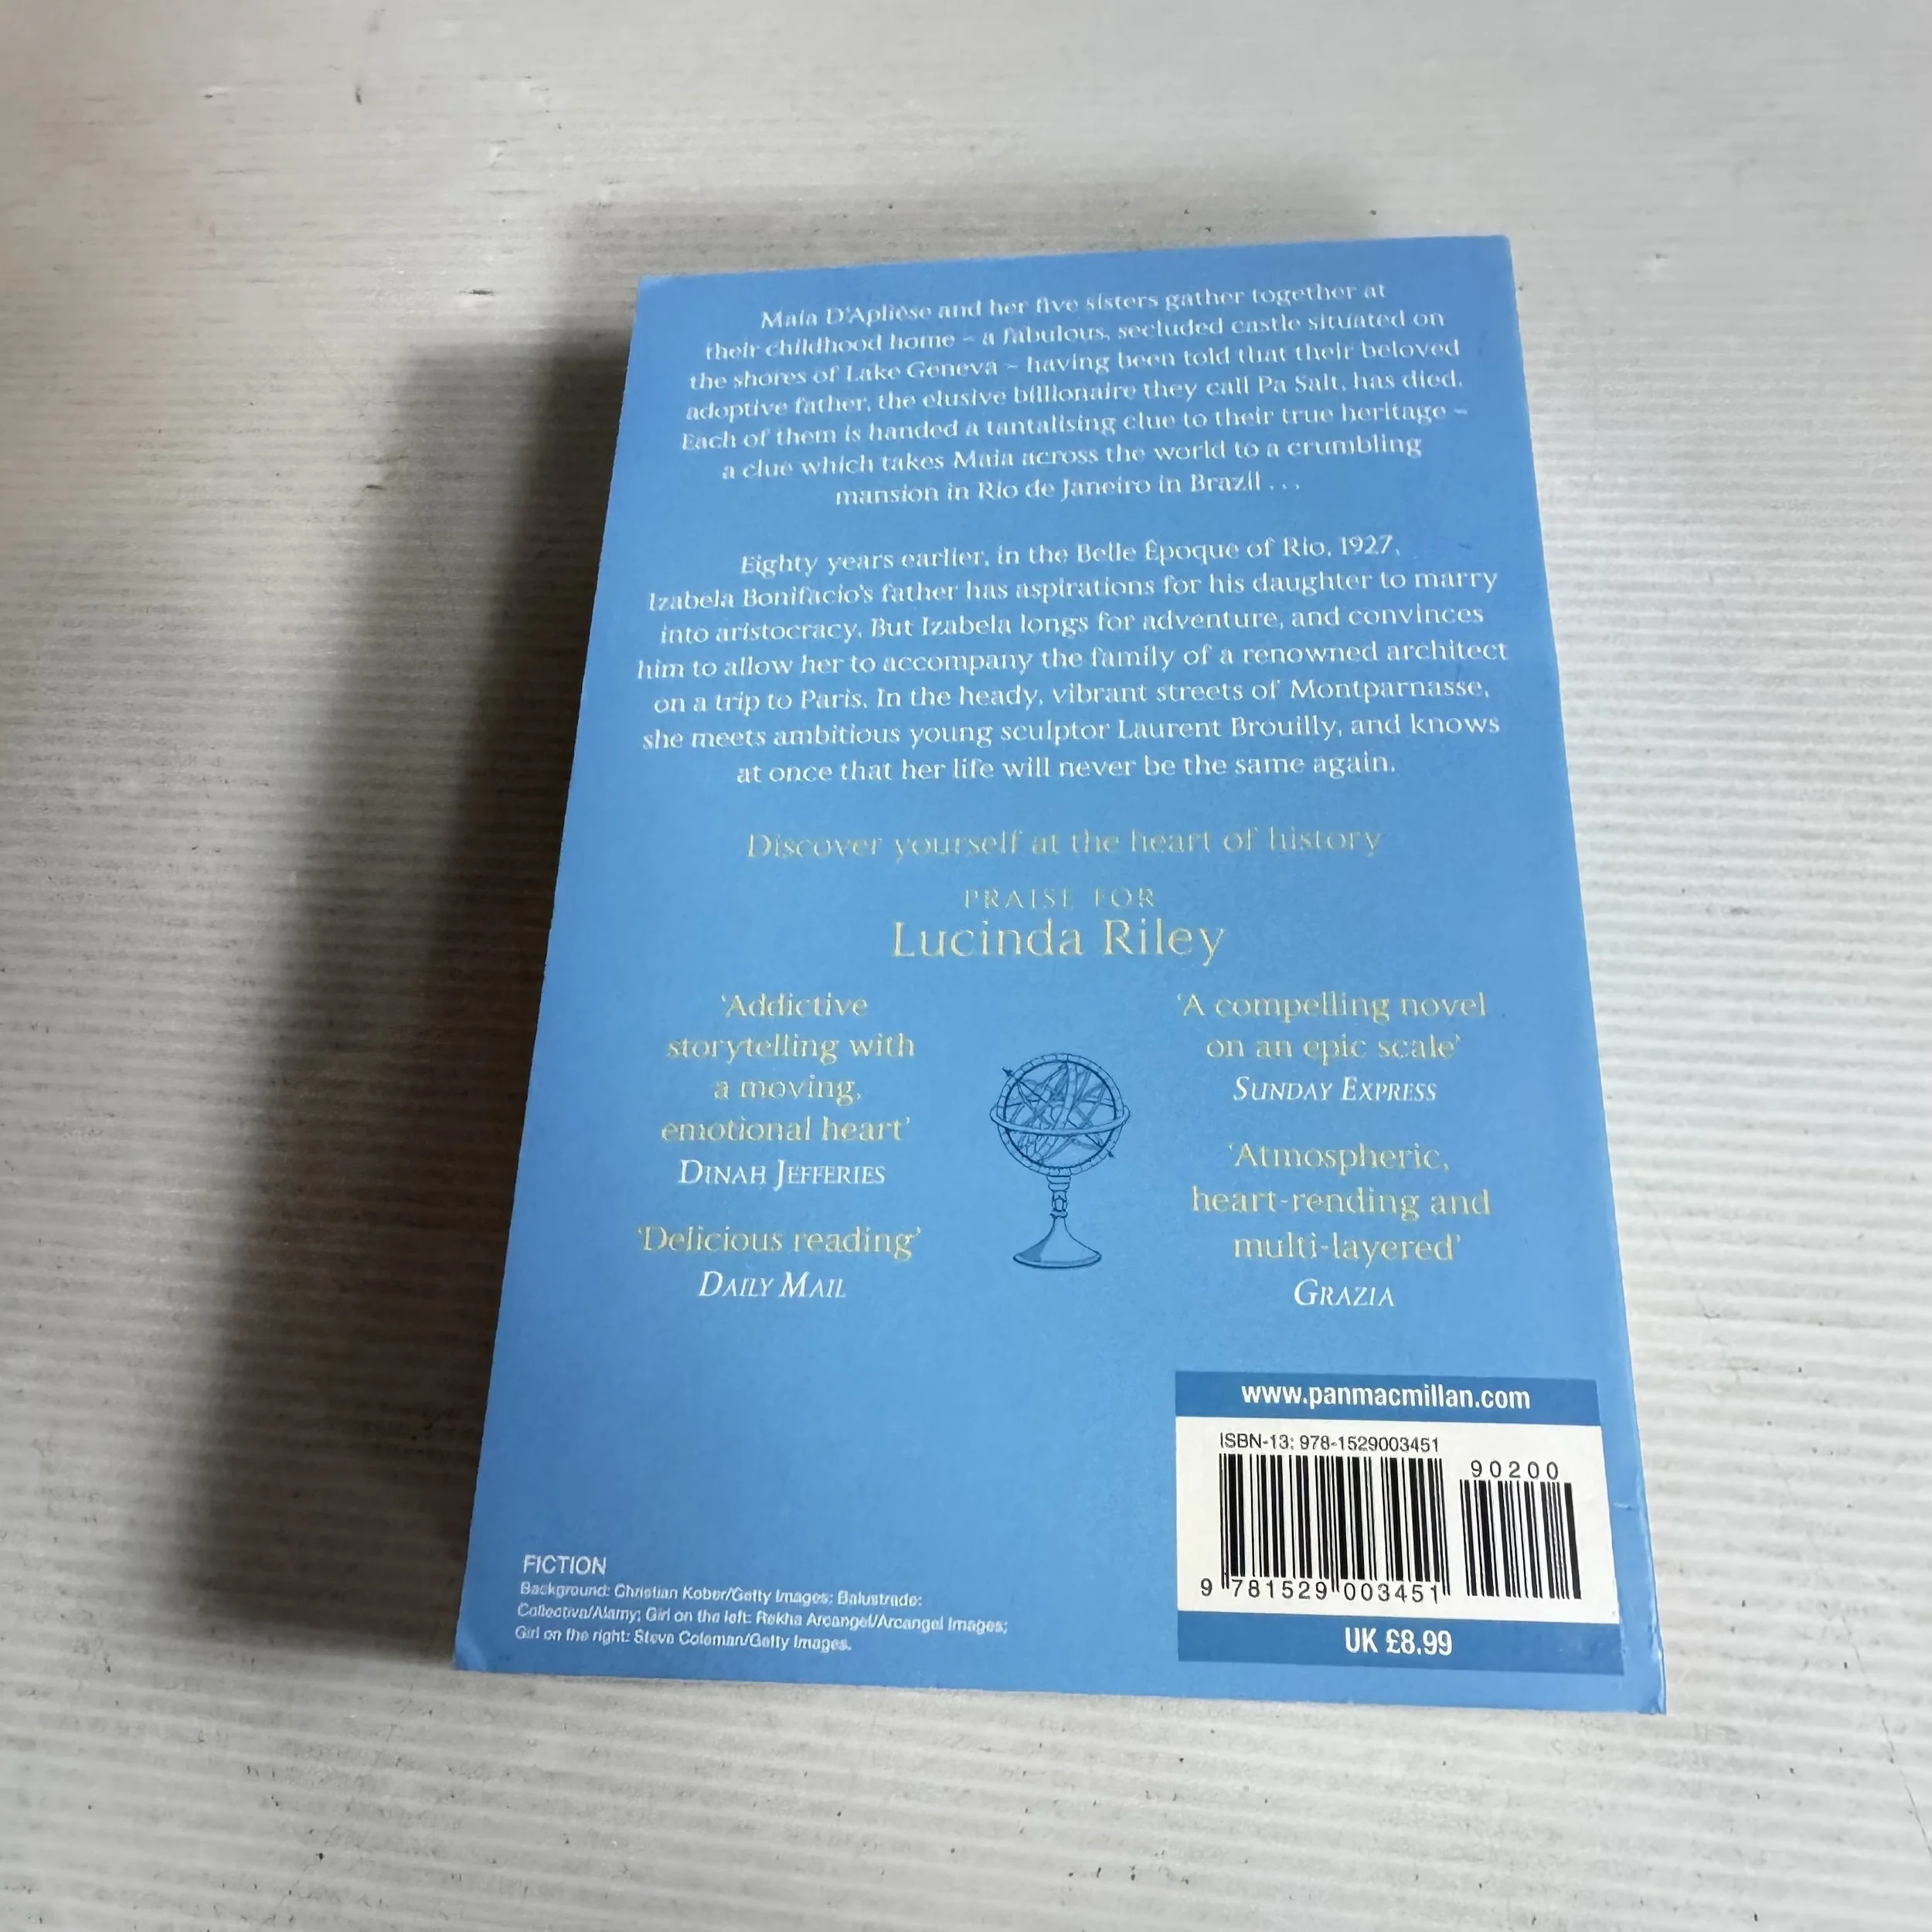 Maia D'Aplièse and her five sisters gather together at
their childhood home – a fabulous, secluded castle situated on
the shores of Lake Geneva – having been told that their beloved
adoptive father, the elusive billionaire they call Pa Salt, has died.
Each of them is handed a tantalising clue to their true heritage –
a clue which takes Maia across the world to a crumbling
mansion in Rio de Janeiro in Brazil . . .
Eighty years earlier, in the Belle Époque of Rio, 1927,
Izabela Bonifacio's father has aspirations for his daughter to marry
into aristocracy. But Izabela longs for adventure, and convinces
him to allow her to accompany the family of a renowned architect
on a trip to Paris. In the heady, vibrant streets of Montparnasse,
she meets ambitious young sculptor Laurent Brouilly, and knows
at once that her life will never be the same again.
Discover yourself at the heart of history
PRAISE FOR
Lucinda Riley
'Addictive
storytelling with
a moving,
emotional heart'
DINAH JEFFERIES
'Delicious reading'
DAILY MAIL
'A compelling novel
on an epic scale'
SUNDAY EXPRESS
'Atmospheric,
heart-rending and
multi-layered'
GRAZIA
FICTION
Background: Christian Kober/Getty Images; Balustrade:
Collectiva/Alamy; Girl on the left: Rekha Arcangel/Arcangel Images;
Girl on the right: Steve Coleman/Getty Images.
www.panmacmillan.com
ISBN-13: 978-1529003451
90200
9 781529 003451
UK £8.99